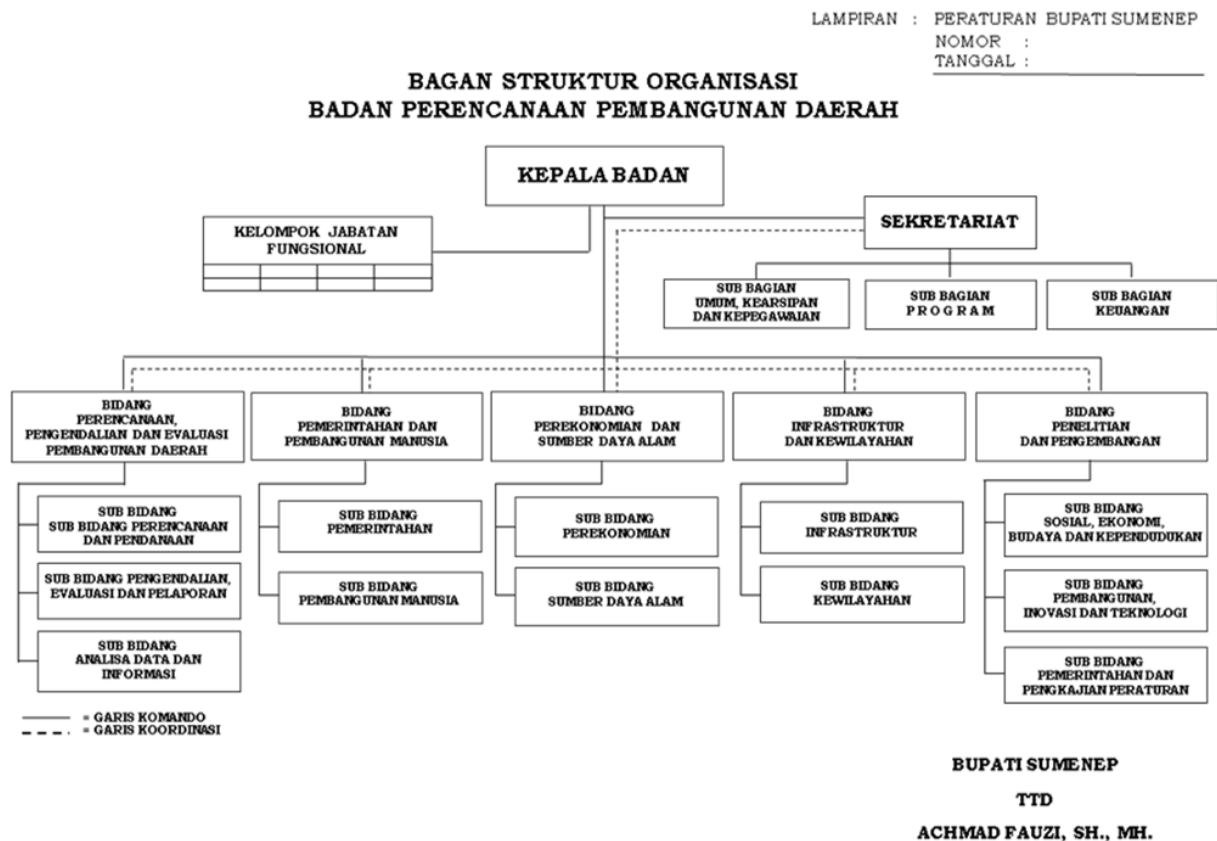 LAMPIRAN : PERATURAN BUPATI SUMENEP
NOMOR :
TANGGAL :
BAGAN STRUKTUR ORGANISASI
BADAN PERENCANAAN PEMBANGUNAN DAERAH
KEPALA BADAN
KELOMPOK JABATAN
FUNGSIONAL
SEKRETARIAT
SUB BAGIAN
UMUM, KEARSIPAN
DAN KEPEGAWAIAN
SUB BAGIAN
P R O G R A M
SUB BAGIAN
KEUANGAN
BIDANG
PERENCANAAN,
PENGENDALIAN DAN EVALUASI
PEMBANGUNAN DAERAH
BIDANG
PEMERINTAHAN DAN
PEMBANGUNAN MANUSIA
BIDANG
PEREKONOMIAN DAN
SUMBER DAYA ALAM
BIDANG
INFRASTRUKTUR
DAN KEWILAYAHAN
BIDANG
PENELITIAN
DAN PENGEMBANGAN
SUB BIDANG
SUB BIDANG PERENCANAAN
DAN PENDANAAN
SUB BIDANG PENGENDALIAN,
EVALUASI DAN PELAPORAN
SUB BIDANG
ANALISA DATA DAN
INFORMASI
SUB BIDANG
PEMERINTAHAN
SUB BIDANG
PEMBANGUNAN MANUSIA
SUB BIDANG
PEREKONOMIAN
SUB BIDANG
SUMBER DAYA ALAM
SUB BIDANG
INFRASTRUKTUR
SUB BIDANG
KEWILAYAHAN
SUB BIDANG
SOSIAL, EKONOMI,
BUDAYA DAN KEPENDUDUKAN
SUB BIDANG
PEMBANGUNAN,
INOVASI DAN TEKNOLOGI
SUB BIDANG
PEMERINTAHAN DAN
PENGKAJIAN PERATURAN
= GARIS KOMANDO
= GARIS KOORDINASI
BUPATI SUMENEP
TTD
ACHMAD FAUZI, SH., MH.